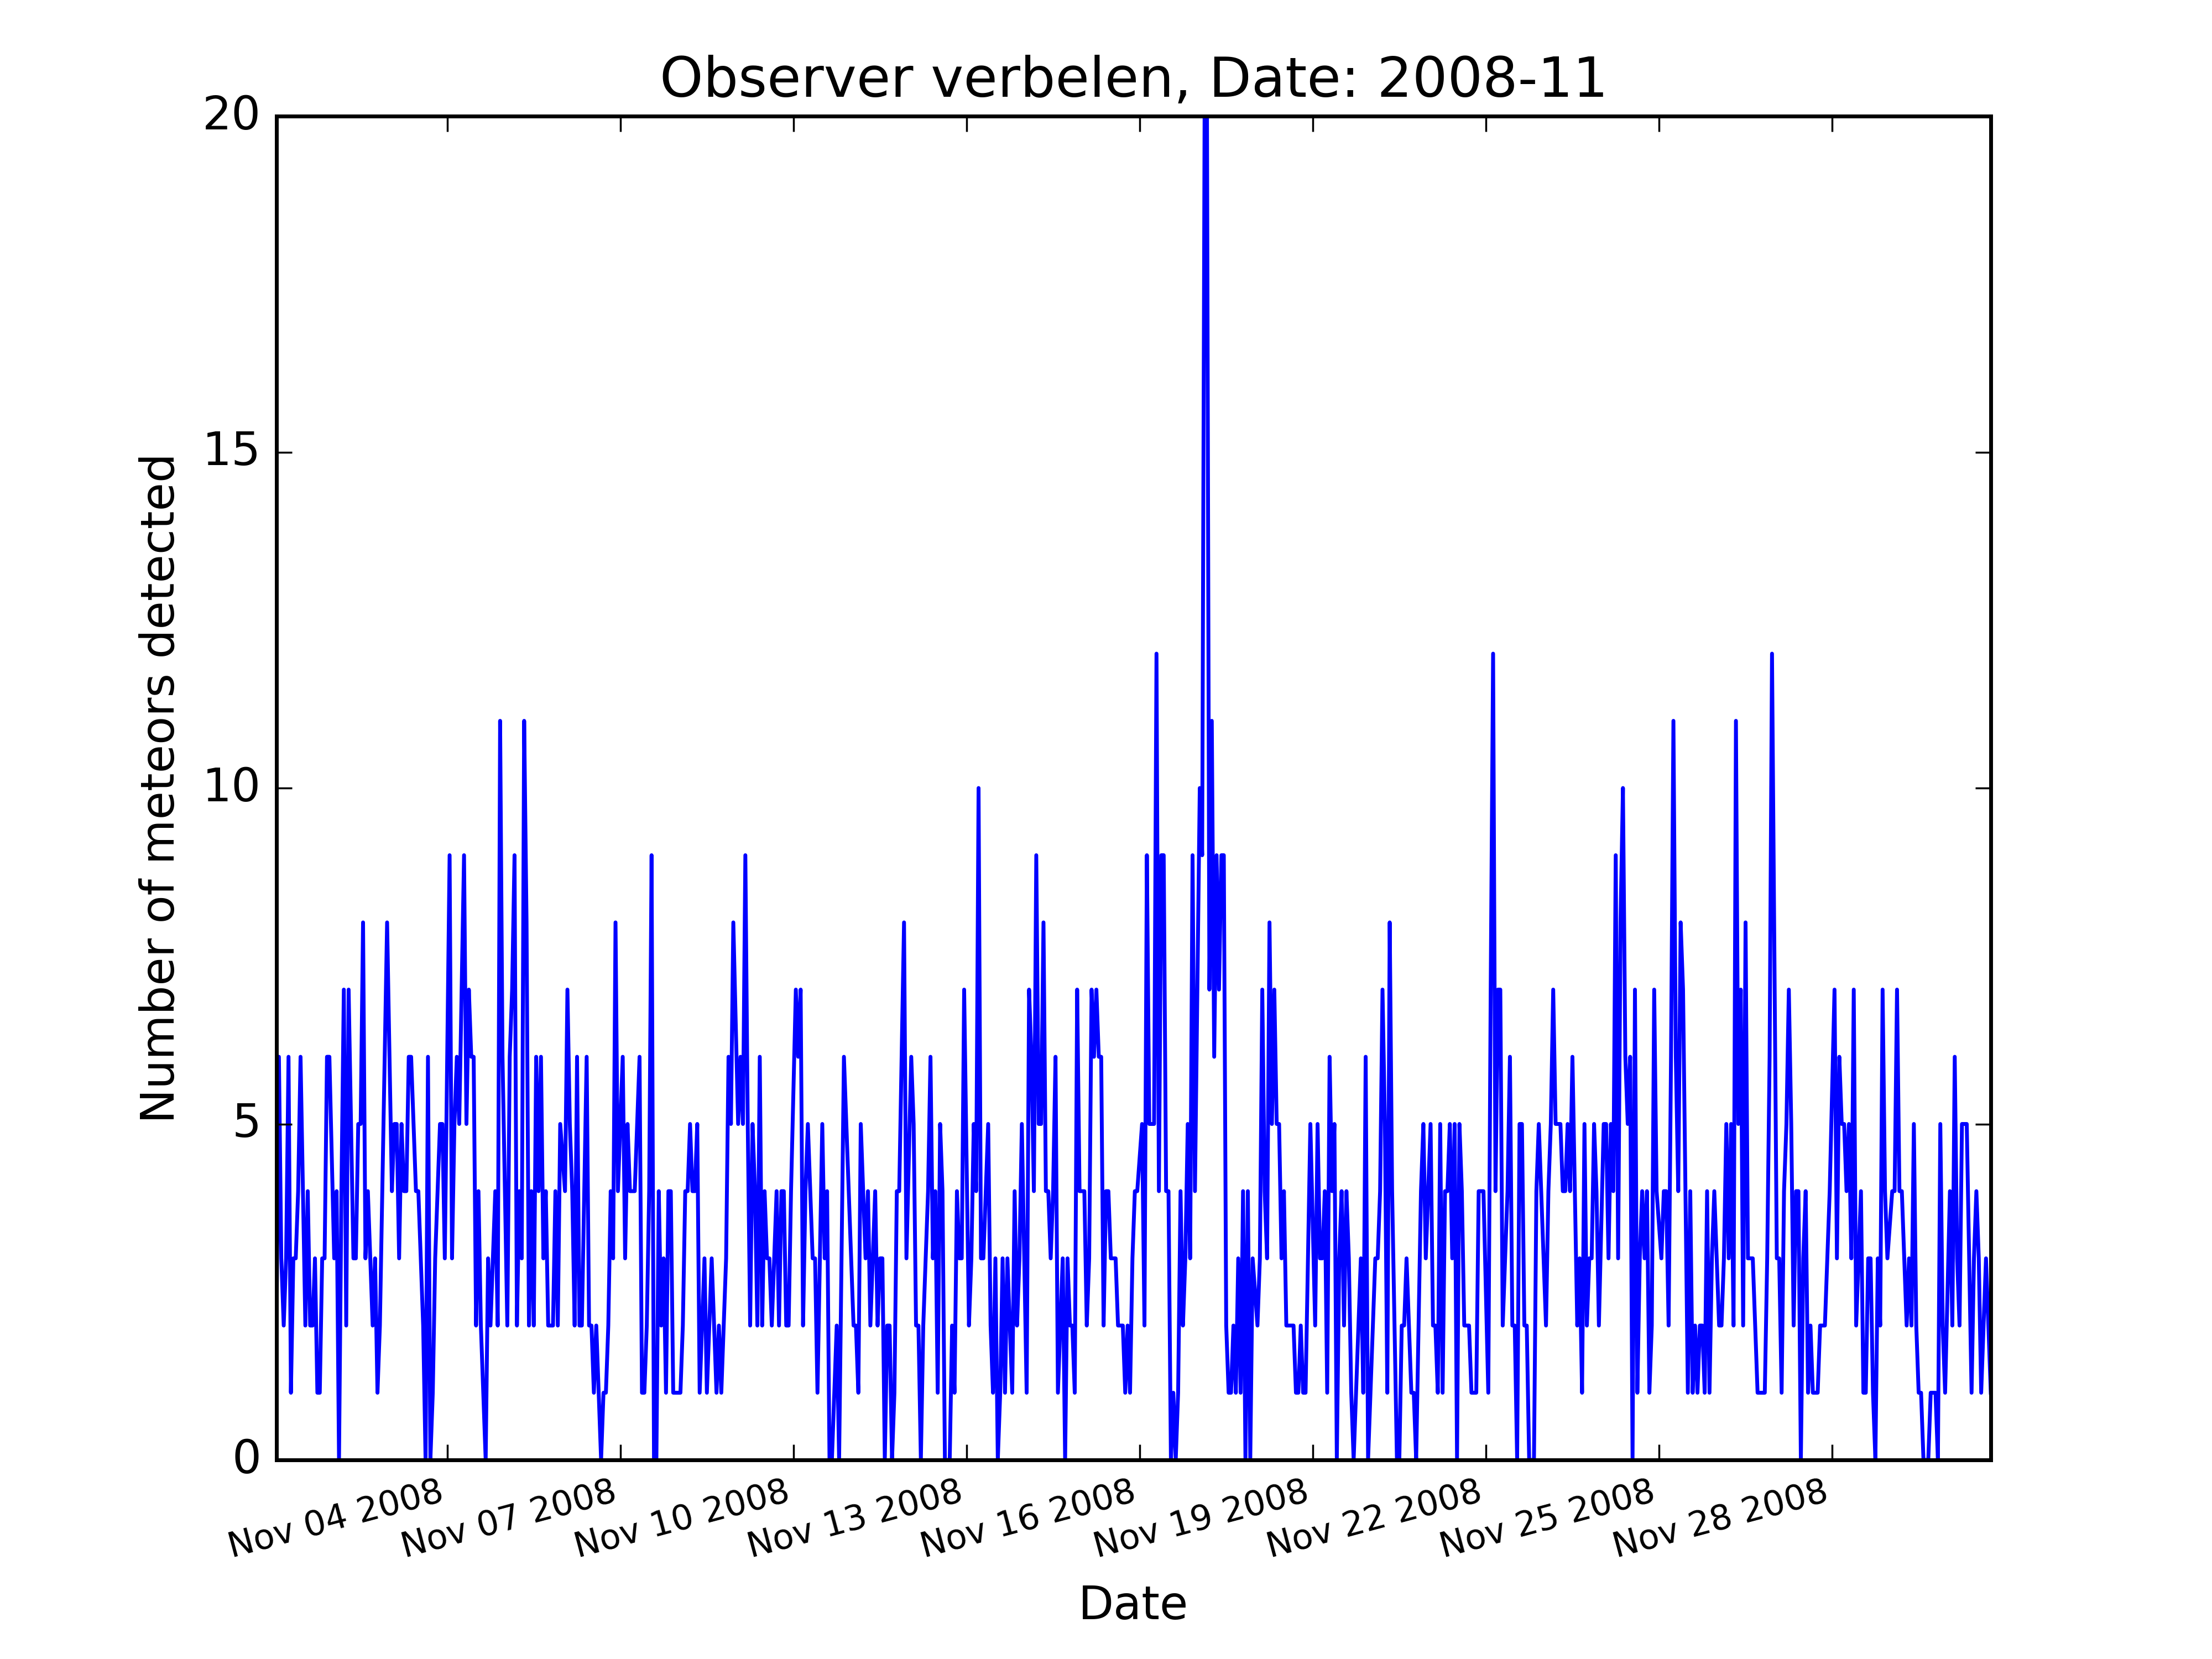 Observer verbelen, Date: 2008-11
20
15
10
5
0
Number of meteors detected
Nov 04 2008
Nov 07 2008
Nov 10 2008
Nov 13 2008
Nov 16 2008
Nov 19 2008
Nov 22 2008
Nov 25 2008
Nov 28 2008
Date